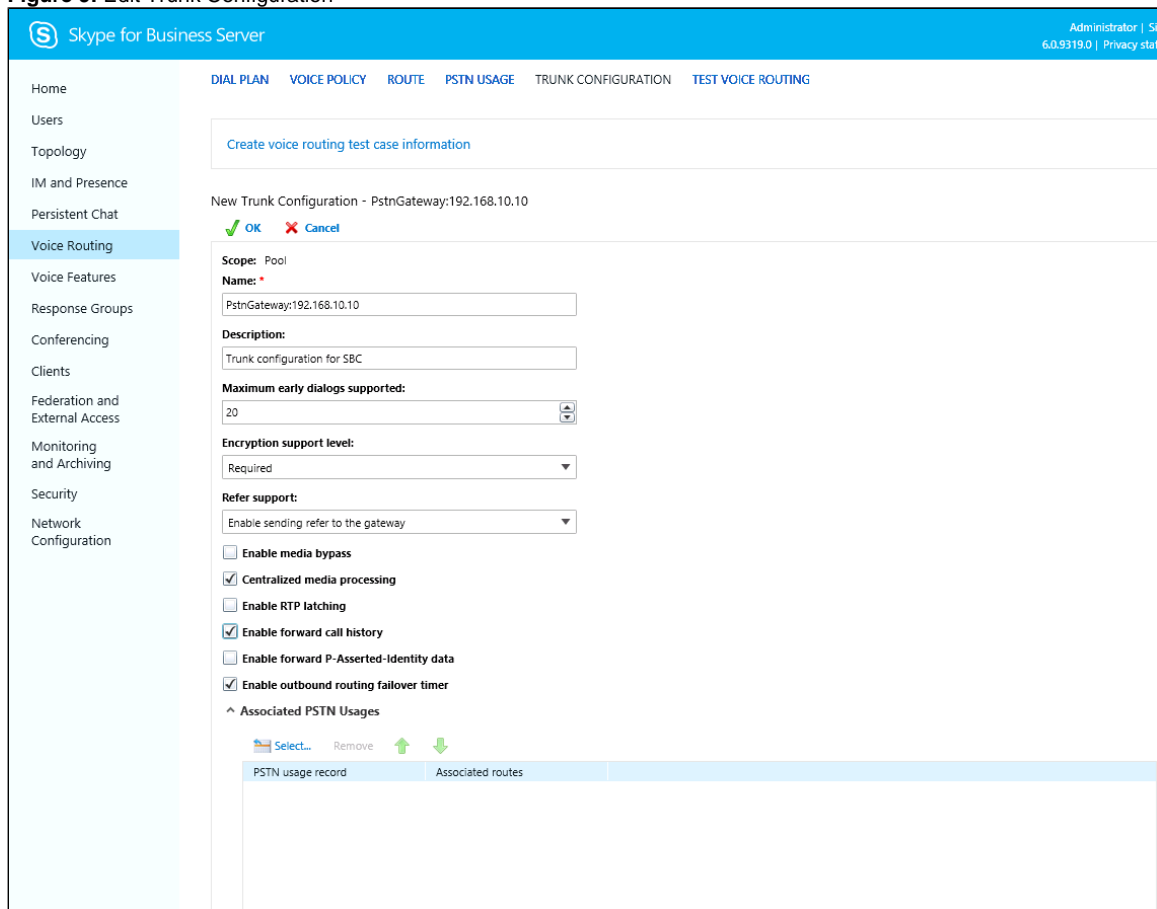 Figure 9. Edit Trunk Configuration
Skype for Business Server
Administrator | Si
6.0.9319.0 | Privacy stat
Home
Users
Topology
IM and Presence
Persistent Chat
Voice Routing
Voice Features
Response Groups
Conferencing
Clients
Federation and
External Access
Monitoring
and Archiving
Security
Network
Configuration
DIAL PLAN VOICE POLICY ROUTE PSTN USAGE TRUNK CONFIGURATION TEST VOICE ROUTING
Create voice routing test case information
New Trunk Configuration - PstnGateway:192.168.10.10
OK Cancel
Scope: Pool
Name: *
PstnGateway:192.168.10.10
Description:
Trunk configuration for SBC
Maximum early dialogs supported:
20
Encryption support level:
Required
Refer support:
Enable sending refer to the gateway
Enable media bypass
Centralized media processing
Enable RTP latching
Enable forward call history
Enable forward P-Asserted-Identity data
Enable outbound routing failover timer
Associated PSTN Usages
Select... Remove
PSTN usage record Associated routes